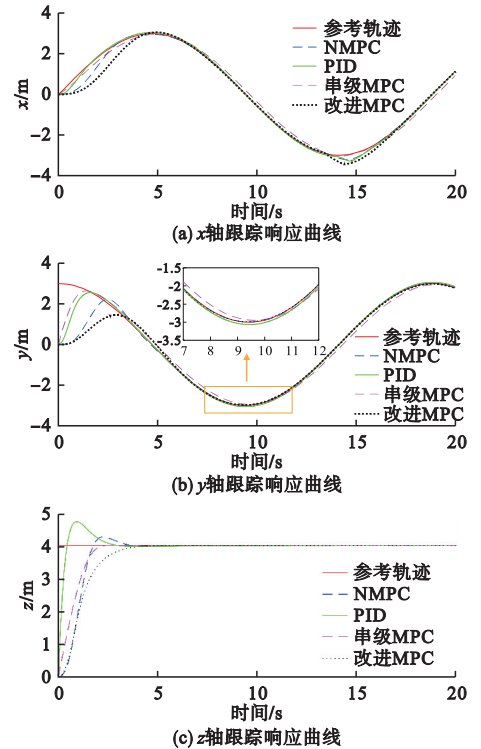 4
2
0
-2
-4
x/m
参考轨迹
NMPC
PID
串级MPC
改进MPC
0 5 10 15 20
时间/s
(a) x轴跟踪响应曲线
4
2
0
-2
-4
y/m
-1.5
-2
-2.5
-3
-3.5
7 8 9 10 11 12
参考轨迹
NMPC
PID
串级MPC
改进MPC
0 5 10 15 20
时间/s
(b) y轴跟踪响应曲线
5
4
3
2
1
0
z/m
参考轨迹
NMPC
PID
串级MPC
改进MPC
0 5 10 15 20
时间/s
(c) z轴跟踪响应曲线